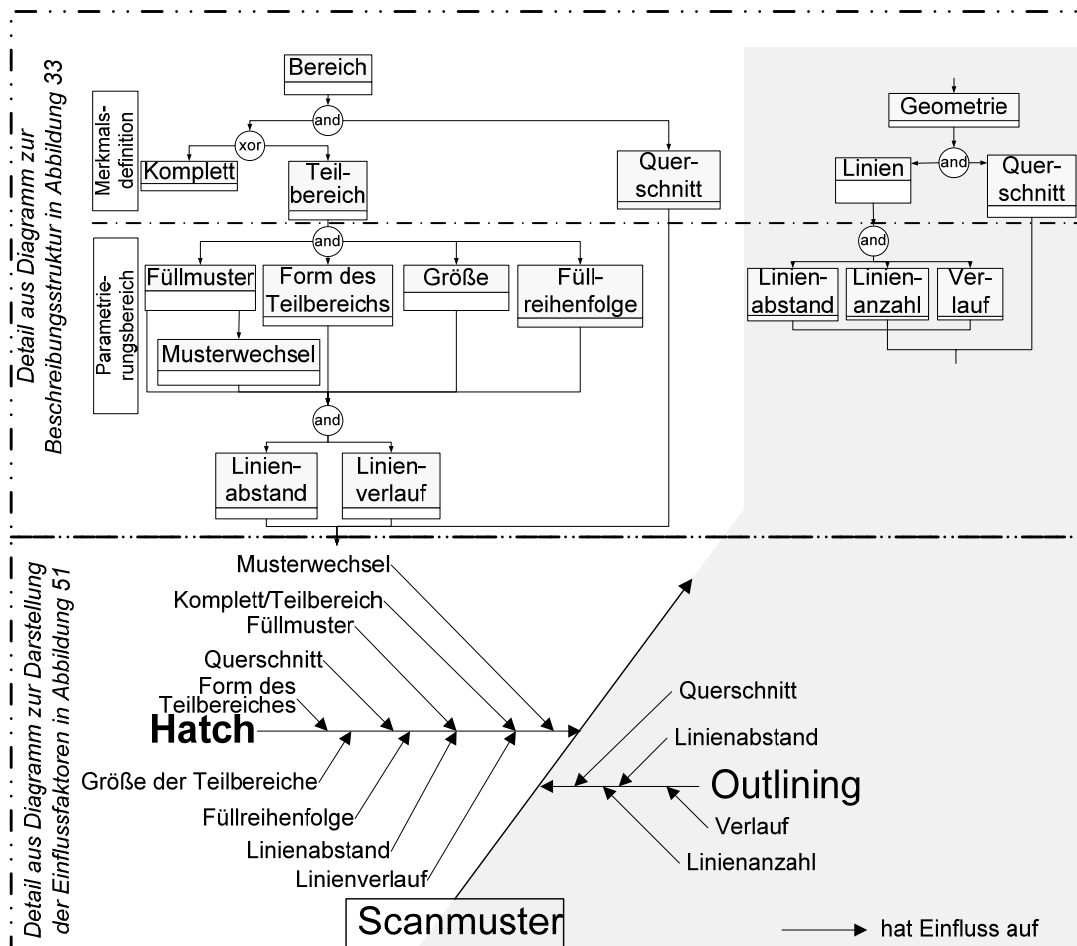 Detail aus Diagramm zur
Beschreibungsstruktur in Abbildung 33
Merkmals-
definition
Bereich
and
xor
Komplett
Teil-
bereich
Quer-
schnitt
Geometrie
and
Linien
Quer-
schnitt
Parametrie-
rungsbereich
and
Füllmuster
Form des
Teilbereichs
Größe
Füll-
reihenfolge
Musterwechsel
and
Linien-
abstand
Linien-
verlauf
and
Linien-
abstand
Linien-
anzahl
Ver-
lauf
Detail aus Diagramm zur Darstellung
der Einflussfaktoren in Abbildung 51
Musterwechsel
Komplett/Teilbereich
Füllmuster
Querschnitt
Form des
Teilbereiches
Hatch
Größe der Teilbereiche
Füllreihenfolge
Linienabstand
Linienverlauf
Querschnitt
Linienabstand
Outlining
Verlauf
Linienanzahl
Scanmuster
hat Einfluss auf